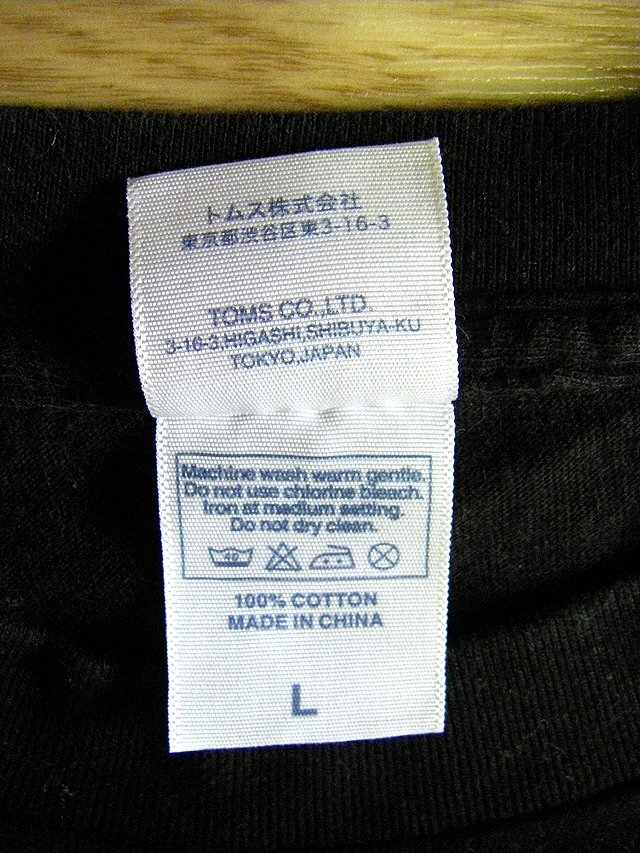 トムス株式会社
東京都渋谷区東3-16-3
TOMS CO.,LTD.
3-16-3,HIGASHI,SHIBUYA-KU
TOKYO,JAPAN
Machine wash warm gentle.
Do not use chlorine bleach.
Iron at medium setting.
Do not dry clean.
40
100% COTTON
MADE IN CHINA
L